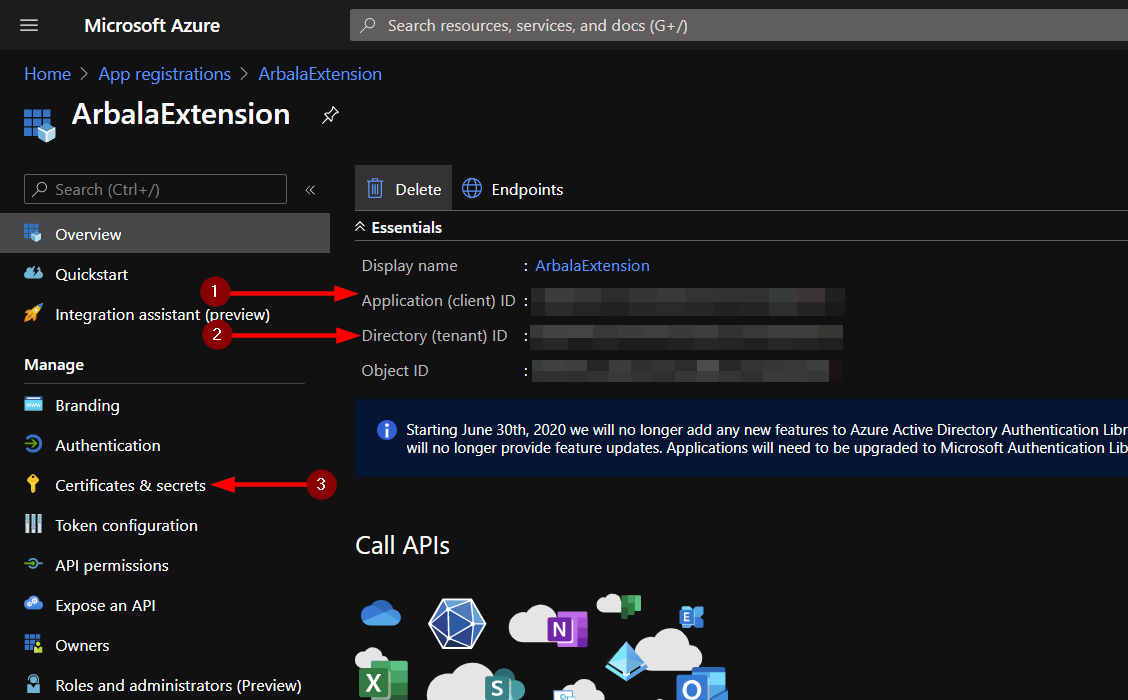 Microsoft Azure
Search resources, services, and docs (G+/)
Home > App registrations > ArbalaExtension
ArbalaExtension
Search (Ctrl+/)
«
Delete
Endpoints
Overview
Essentials
Quickstart
Display name : ArbalaExtension
1
Application (client) ID :
Integration assistant (preview)
2
Directory (tenant) ID :
Object ID :
Manage
Branding
Starting June 30th, 2020 we will no longer add any new features to Azure Active Directory Authentication Libr
will no longer provide feature updates. Applications will need to be upgraded to Microsoft Authentication Lib
Authentication
Certificates & secrets
3
Token configuration
API permissions
Expose an API
Owners
Roles and administrators (Preview)
Call APIs
N
E
X
S
O